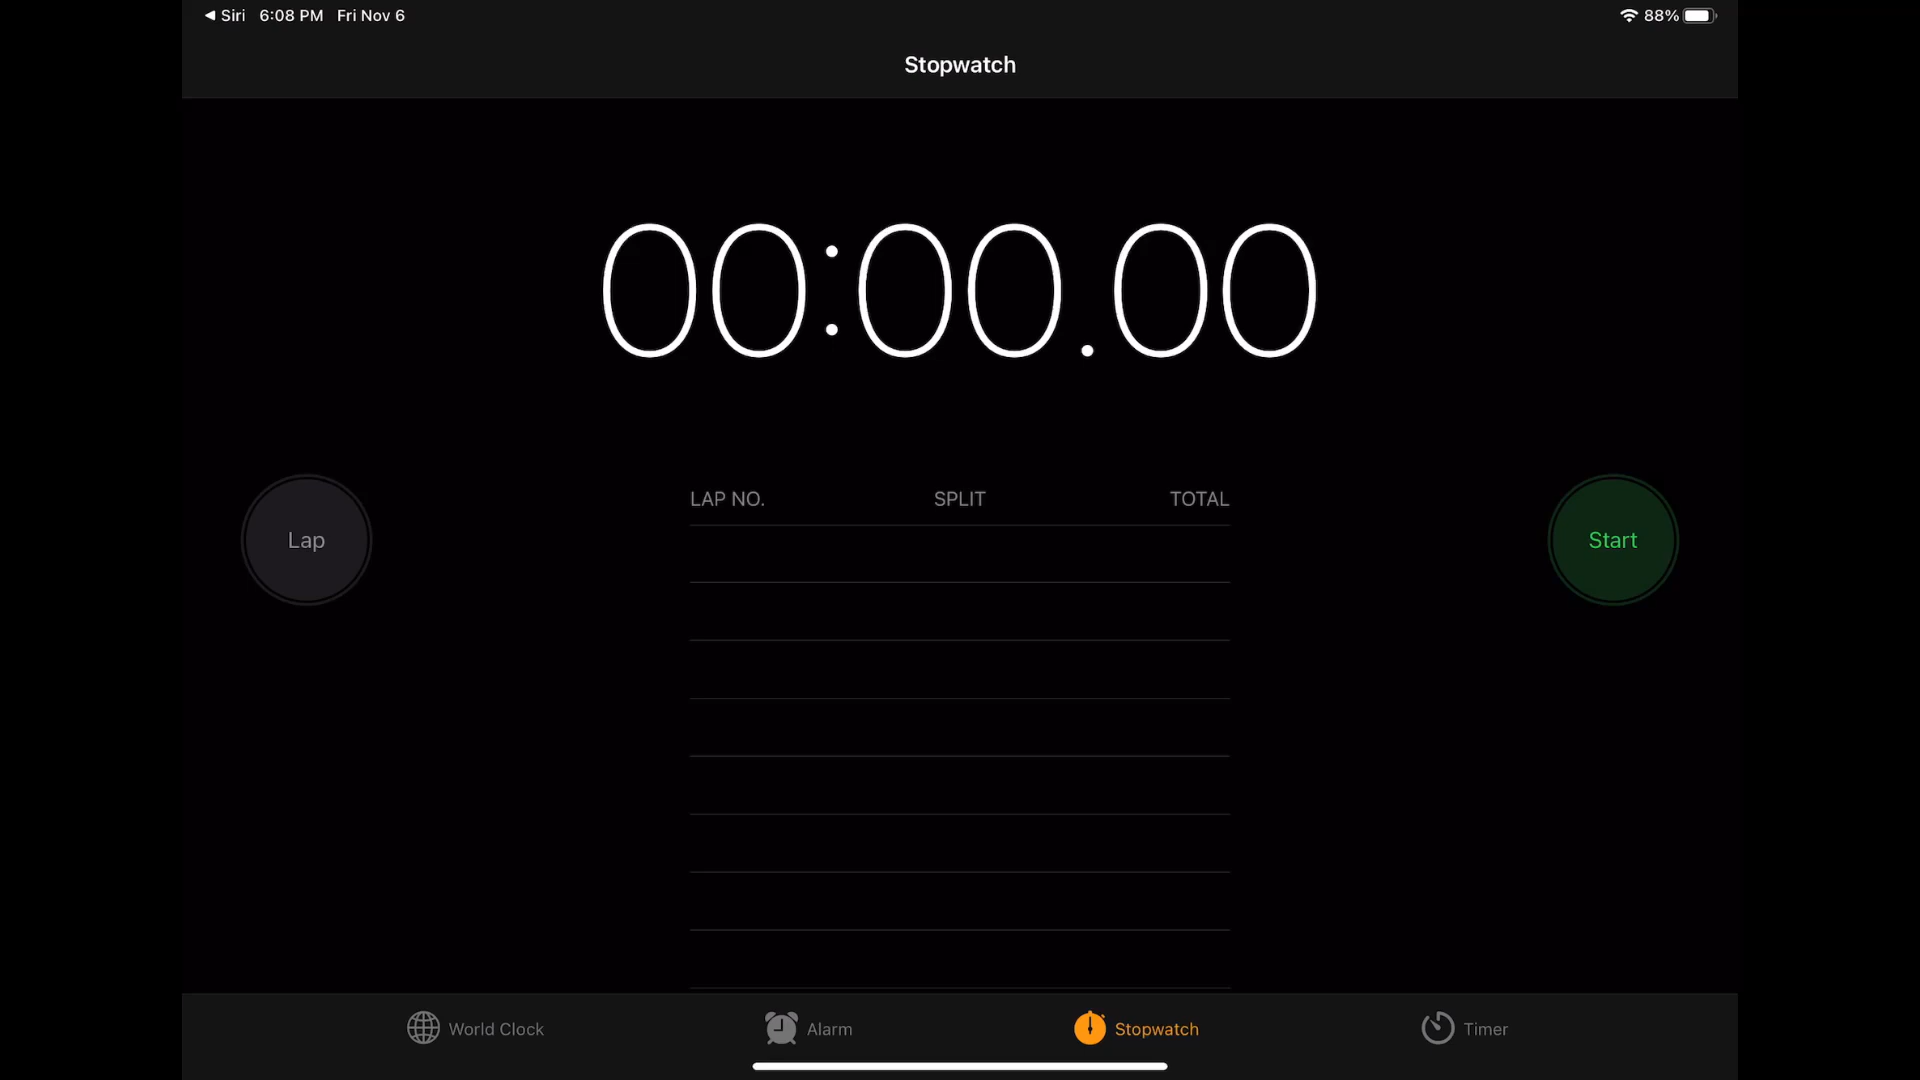 ◀ Siri 6:08 PM Fri Nov 6 88%
Stopwatch
00:00.00
LAP NO. SPLIT TOTAL
Lap Start
World Clock Alarm Stopwatch Timer